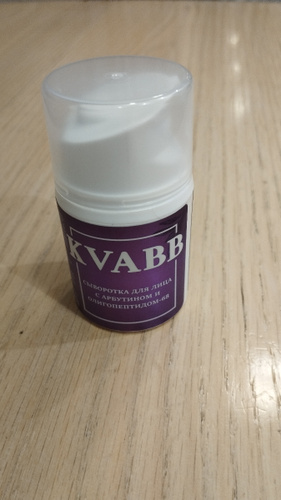 KVABB
СЫВОРОТКА ДЛЯ ЛИЦА
С АРБУТИНОМ И
ОЛИГОПЕПТИДОМ-68